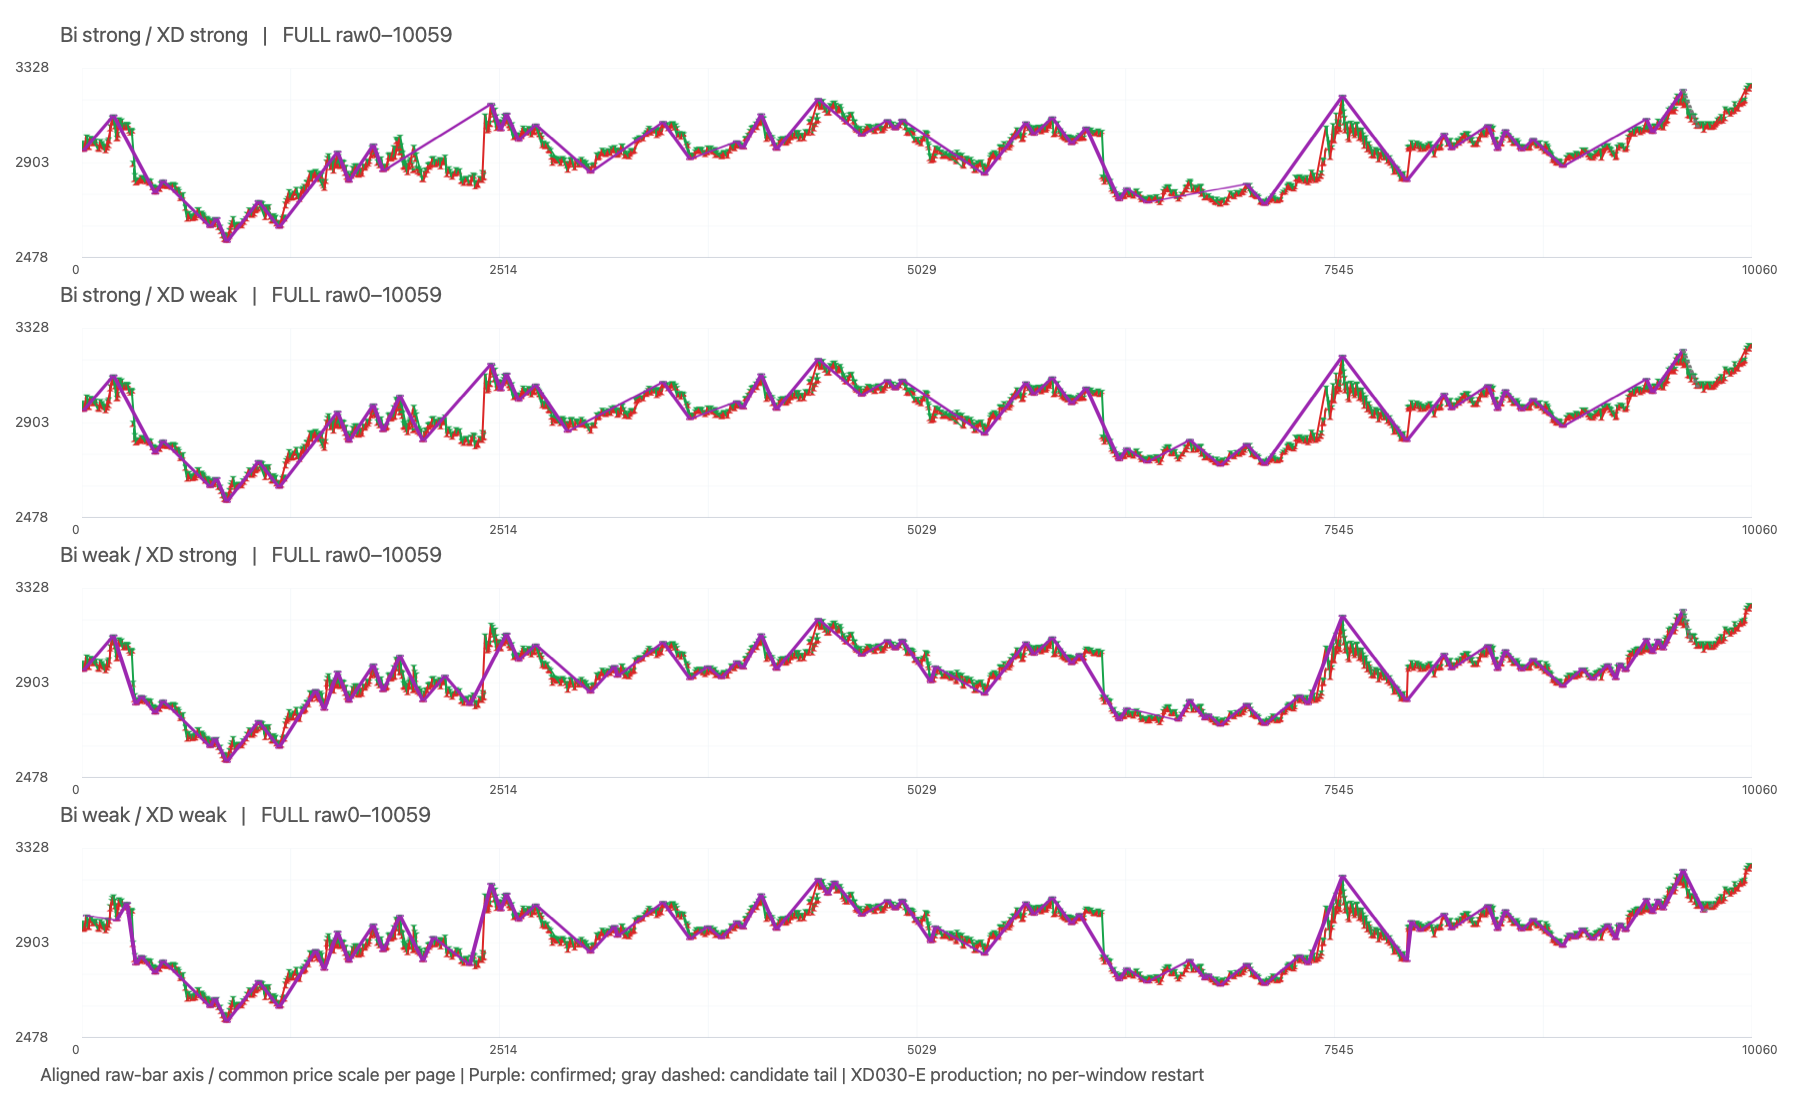 Bi strong / XD strong | FULL raw0–10059
3328
2903
2478
0 2514 5029 7545 10060
Bi strong / XD weak | FULL raw0–10059
3328
2903
2478
0 2514 5029 7545 10060
Bi weak / XD strong | FULL raw0–10059
3328
2903
2478
0 2514 5029 7545 10060
Bi weak / XD weak | FULL raw0–10059
3328
2903
2478
0 2514 5029 7545 10060
Aligned raw-bar axis / common price scale per page | Purple: confirmed; gray dashed: candidate tail | XD030-E production; no per-window restart